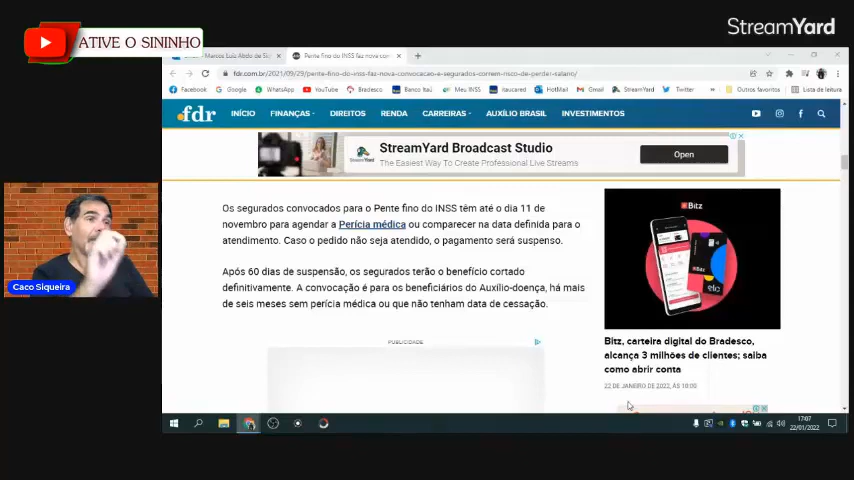 StreamYard
ATIVE O SININHO
Pente fino do INSS faz nova con
fdr.com.br/2021/09/29/pente-fino-do-inss-faz-nova-convocacao-e-segurados-correm-risco-de-perder-salario/
Facebook Google WhatsApp YouTube Bradesco Banco Itaú Meu INSS itaucared HotMail Gmail StreamYard Twitter Outros favoritos Lista de leitura
fdr INÍCIO FINANÇAS DIREITOS RENDA CARREIRAS AUXÍLIO BRASIL INVESTIMENTOS
StreamYard Broadcast Studio
The Easiest Way To Create Professional Live Streams
Open
Os segurados convocados para o Pente fino do INSS têm até o dia 11 de
novembro para agendar a Perícia médica ou comparecer na data definida para o
atendimento. Caso o pedido não seja atendido, o pagamento será suspenso.
Após 60 dias de suspensão, os segurados terão o benefício cortado
definitivamente. A convocação é para os beneficiários do Auxílio-doença, há mais
de seis meses sem perícia médica ou que não tenham data de cessação.
PUBLICIDADE
Bitz
Bitz
elo
Bitz, carteira digital do Bradesco,
alcança 3 milhões de clientes; saiba
como abrir conta
22 DE JANEIRO DE 2022, ÀS 10:00
Caco Siqueira
17:07
22/01/2022